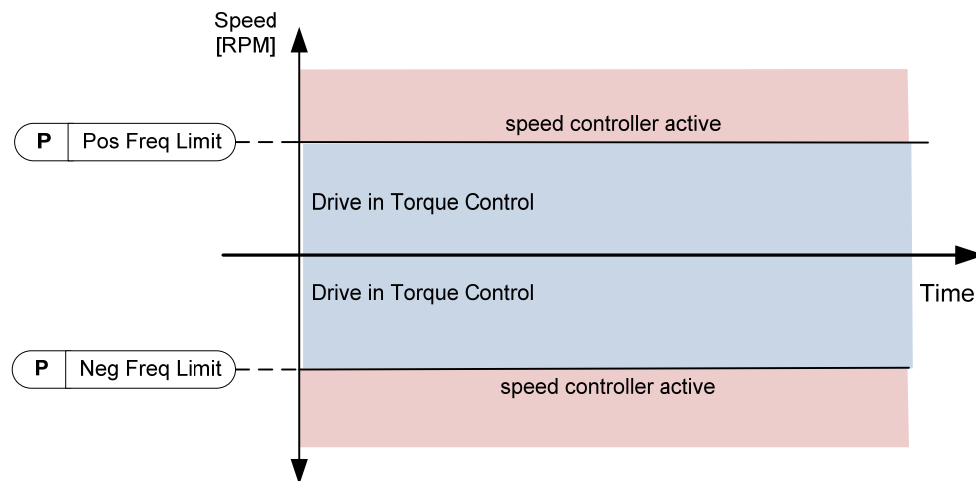 Speed
[RPM]
speed controller active
P Pos Freq Limit
Drive in Torque Control
Drive in Torque Control
Time
P Neg Freq Limit
speed controller active